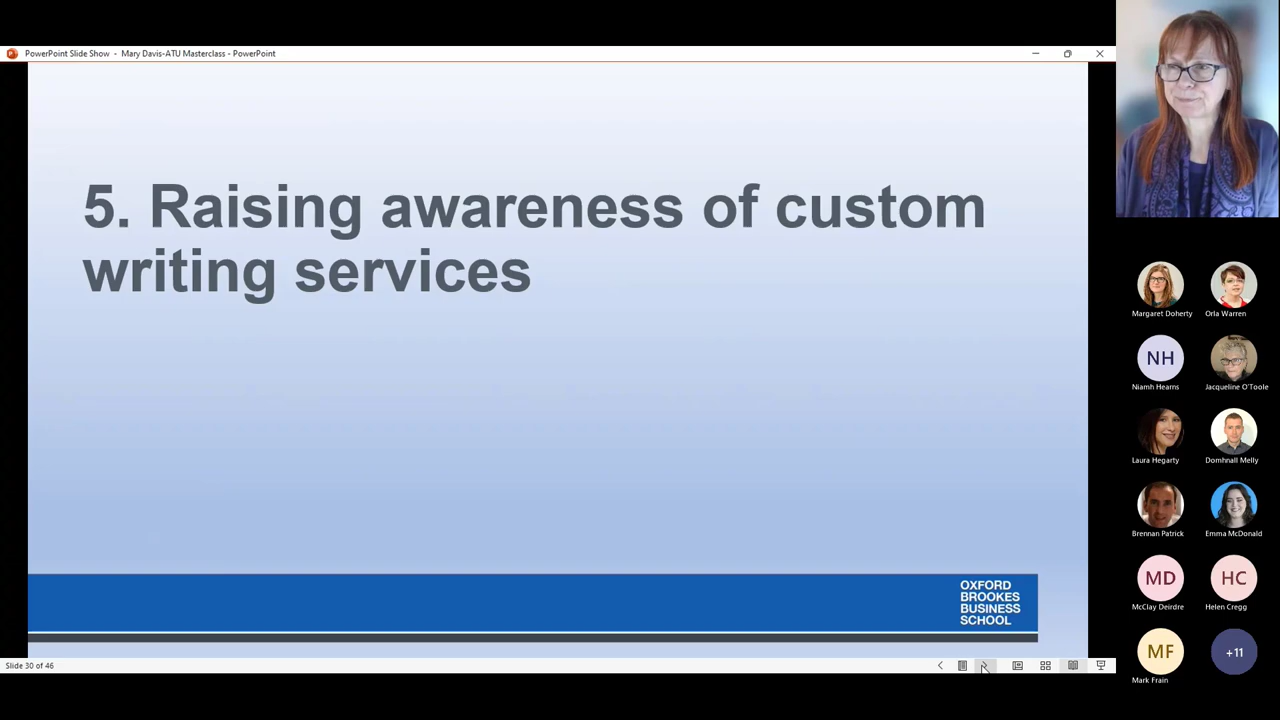 PowerPoint Slide Show - Mary Davis-ATU Masterclass - PowerPoint
5. Raising awareness of custom
writing services
OXFORD
BROOKES
BUSINESS
SCHOOL
Slide 30 of 46
Margaret Doherty
Orla Warren
NH
Niamh Hearns
Jacqueline O'Toole
Laura Hegarty
Domhnall Melly
Brennan Patrick
Emma McDonald
MD
McClay Deirdre
HC
Helen Cregg
MF
Mark Frain
+11